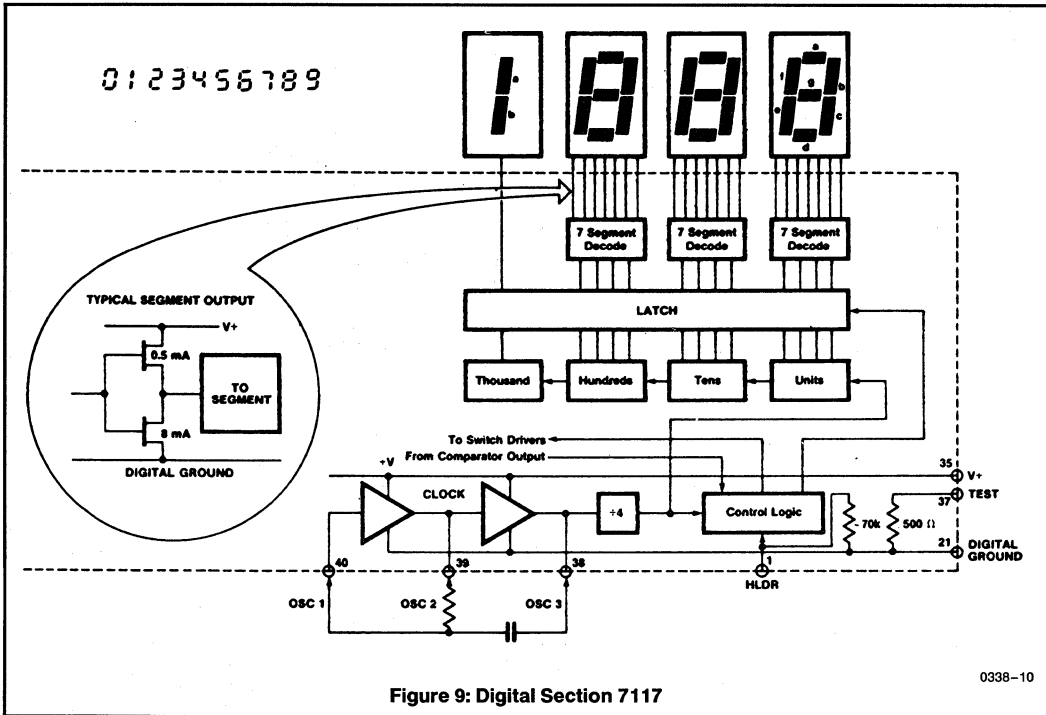 0123456789
a
b
a
f
g
b
e
c
d
7 Segment
Decode
7 Segment
Decode
7 Segment
Decode
TYPICAL SEGMENT OUTPUT
V+
0.5 mA
TO
SEGMENT
8 mA
DIGITAL GROUND
LATCH
Thousand
Hundreds
Tens
Units
To Switch Drivers
From Comparator Output
+V
CLOCK
÷4
Control Logic
~70k
500 Ω
35
V+
TEST
37
21
DIGITAL
GROUND
40
39
38
1
HLDR
OSC 1
OSC 2
OSC 3
0338–10
Figure 9: Digital Section 7117